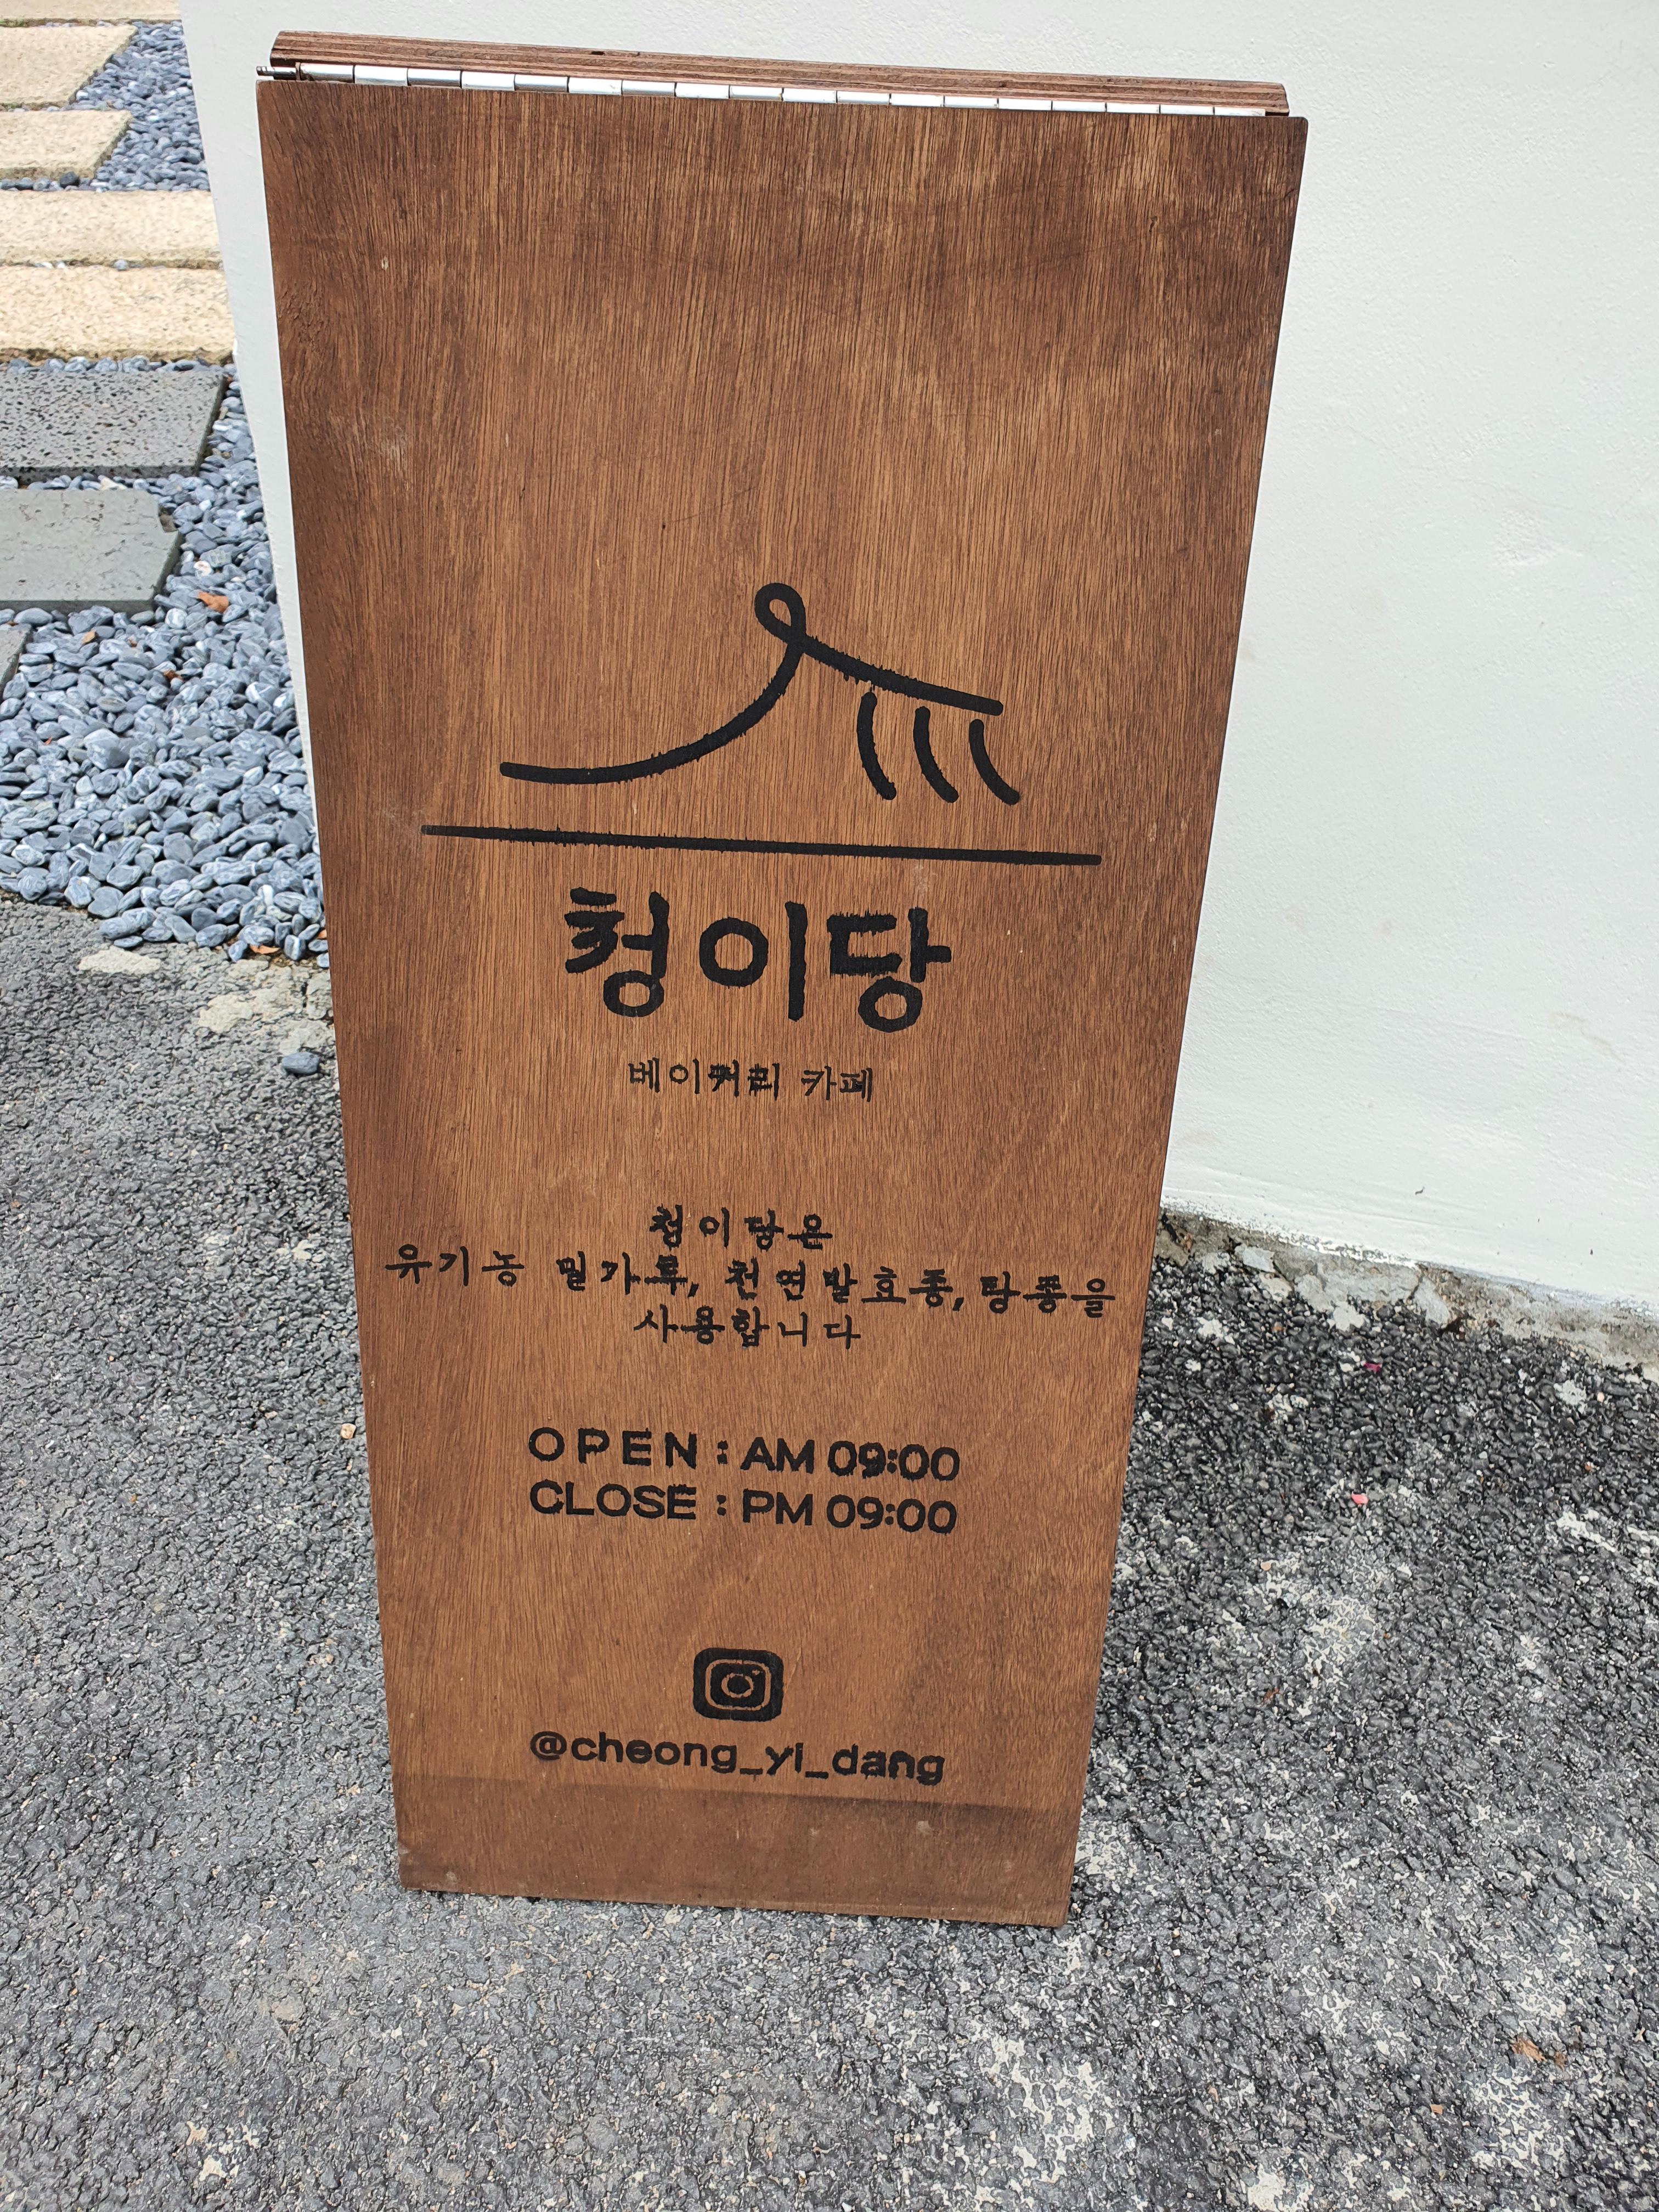 청이당
베이커리 카페
청이당은
유기농 밀가루, 천연발효종, 탕종을
사용합니다
OPEN : AM 09:00
CLOSE : PM 09:00
@cheong_yi_dang